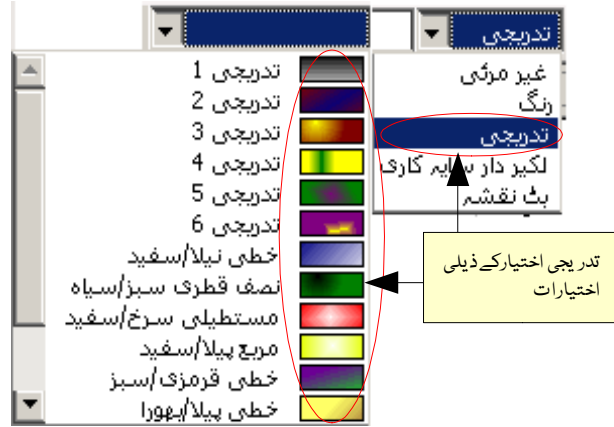 تدریجی
غیر مرئی
رنگ
تدریجی
لکیر دار سایہ کاری
بٹ نقشہ
تدریجی 1
تدریجی 2
تدریجی 3
تدریجی 4
تدریجی 5
تدریجی 6
خطی نیلا/سفید
نصف قطری سبز/سیاہ
مستطیلی سرخ/سفید
مربع پیلا/سفید
خطی قرمزی/سبز
خطی پیلا/بھورا
تدریجی اختیارکے ذیلی
اختیارات